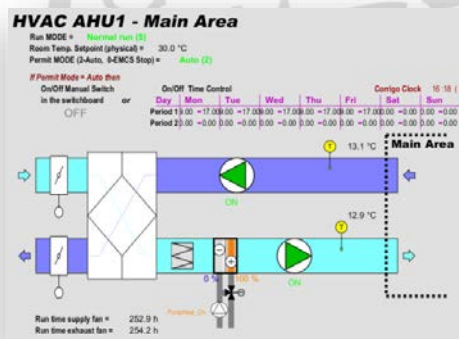 HVAC AHU1 - Main Area
Run MODE = Normal run (5)
Room Temp. Setpoint (physical) = 30.0 °C
Permit MODE (2-Auto, 0-EMCS Stop) = Auto (2)
If Permit Mode = Auto then
On/Off Manual Switch
in the switchboard or
OFF
On/Off Time Control Corrigo Clock 16 :18 (
Day Mon Tue Wed Thu Fri Sat Sun
Period 1
Period 2
T 13.1 °C
Main Area
ON
T 12.9 °C
0 % 100 %
ON
Run time supply fan = 252.9 h
Run time exhaust fan = 254.2 h